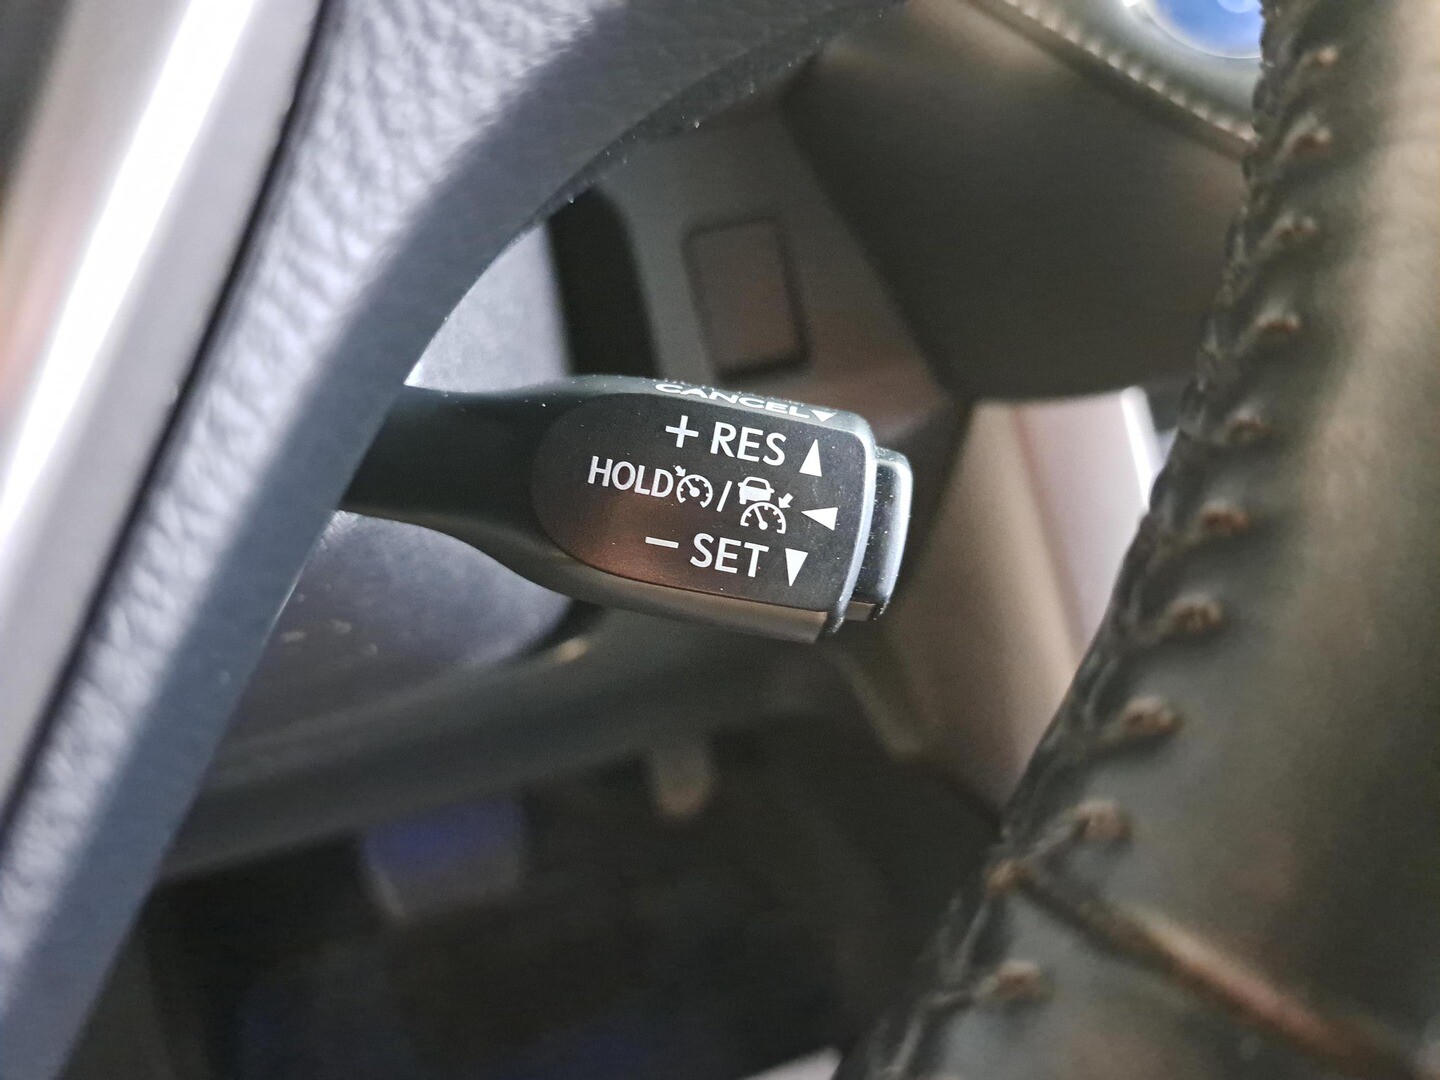 CANCEL▼
+ RES ▲
HOLD / ◀
− SET ▼